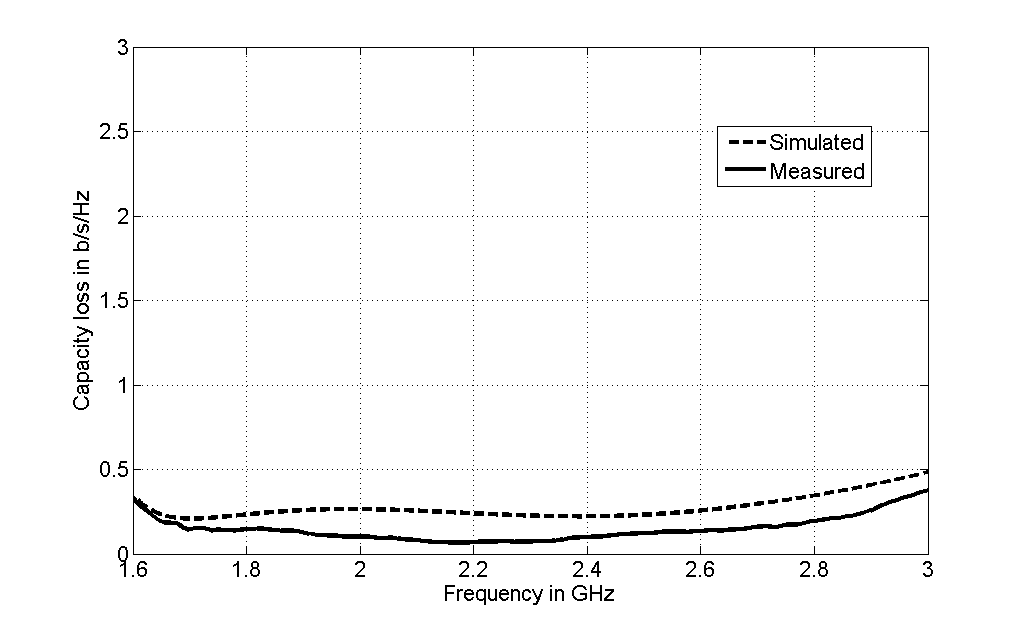 3
2.5
2
1.5
1
0.5
0
Capacity loss in b/s/Hz
Simulated
Measured
1.6 1.8 2 2.2 2.4 2.6 2.8 3
Frequency in GHz